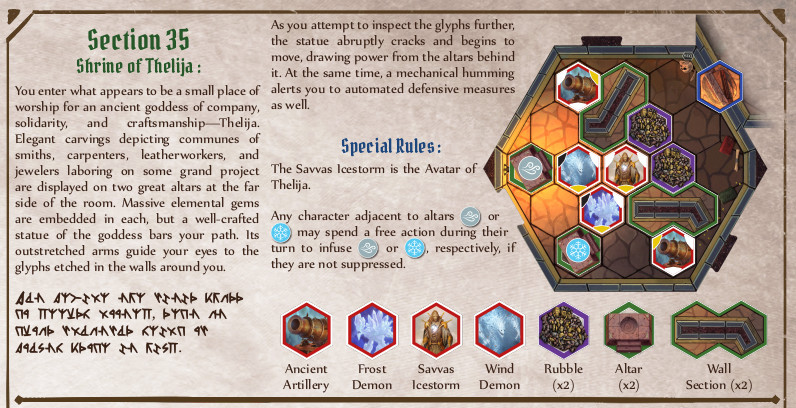 Section 35
Shrine of Thelija:
You enter what appears to be a small place of
worship for an ancient goddess of company,
solidarity, and craftsmanship—Thelija.
Elegant carvings depicting communes of
smiths, carpenters, leatherworkers, and
jewelers laboring on some grand project
are displayed on two great altars at the far
side of the room. Massive elemental gems
are embedded in each, but a well-crafted
statue of the goddess bars your path. Its
outstretched arms guide your eyes to the
glyphs etched in the walls around you.
As you attempt to inspect the glyphs further,
the statue abruptly cracks and begins to
move, drawing power from the altars behind
it. At the same time, a mechanical humming
alerts you to automated defensive measures
as well.
Special Rules:
The Savvas Icestorm is the Avatar of
Thelija.
Any character adjacent to altars or
may spend a free action during their
turn to infuse or , respectively, if
they are not suppressed.
Ancient
Artillery
Frost
Demon
Savvas
Icestorm
Wind
Demon
Rubble
(x2)
Altar
(x2)
Wall
Section (x2)